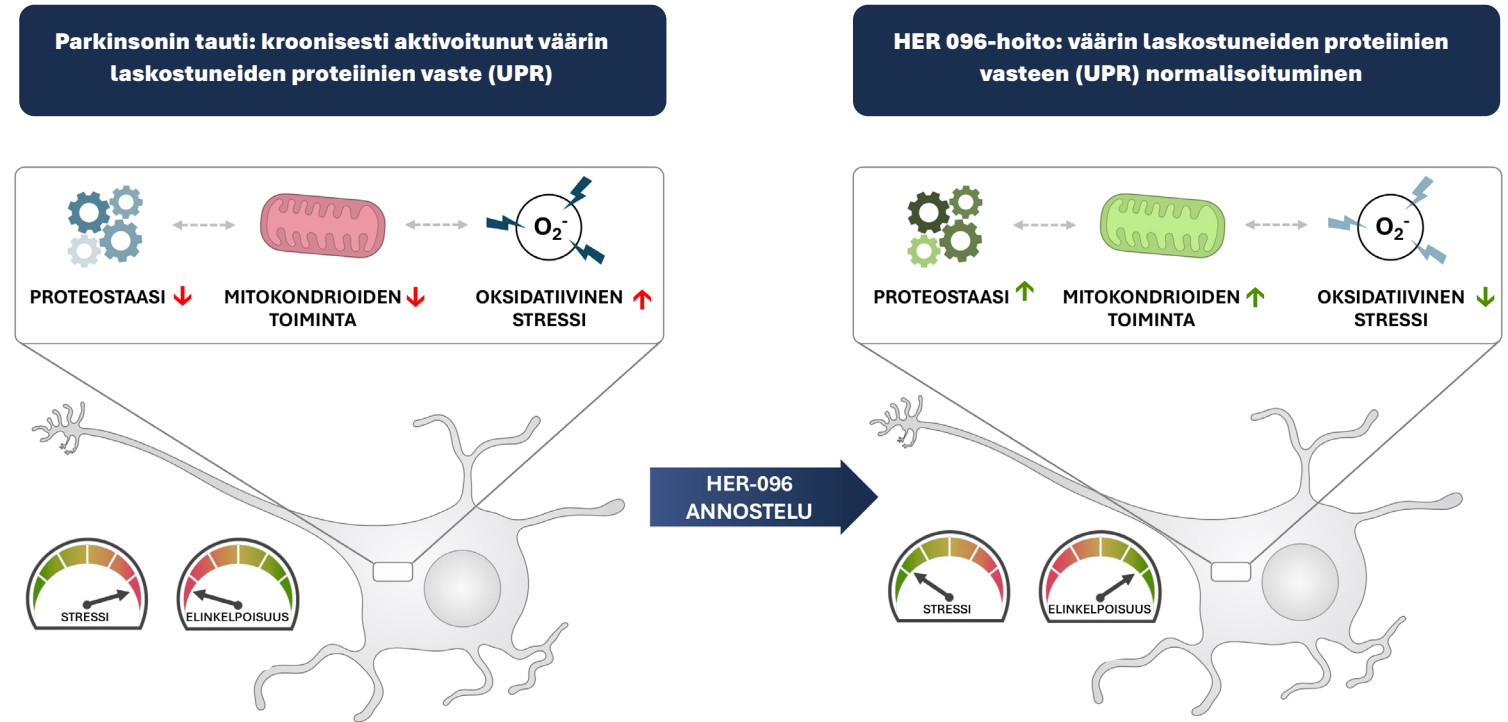 Parkinsonin tauti: kroonisesti aktivoitunut väärin
laskostuneiden proteiinien vaste (UPR)
PROTEOSTAASI ↓
MITOKONDRIOIDEN ↓
TOIMINTA
OKSIDATIIVINEN ↑
STRESSI
O₂⁻
STRESSI
ELINKELPOISUUS
HER-096
ANNOSTELU
HER 096-hoito: väärin laskostuneiden proteiinien
vasteen (UPR) normalisoituminen
O₂⁻
PROTEOSTAASI ↑
MITOKONDRIOIDEN ↑
TOIMINTA
OKSIDATIIVINEN ↓
STRESSI
STRESSI
ELINKELPOISUUS